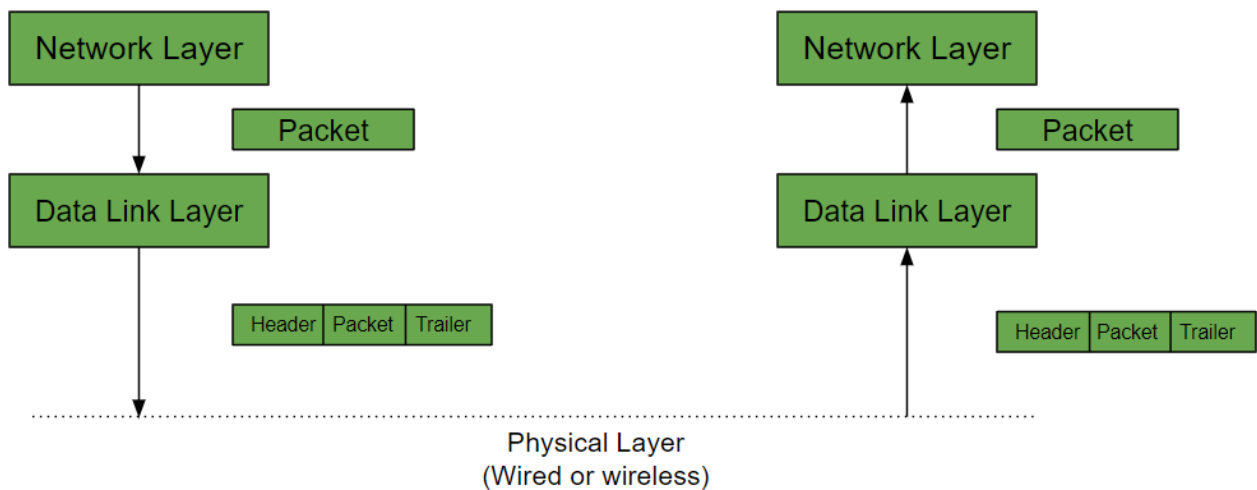 Network Layer
Network Layer
Packet
Packet
Data Link Layer
Data Link Layer
Header Packet Trailer
Header Packet Trailer
Physical Layer
(Wired or wireless)